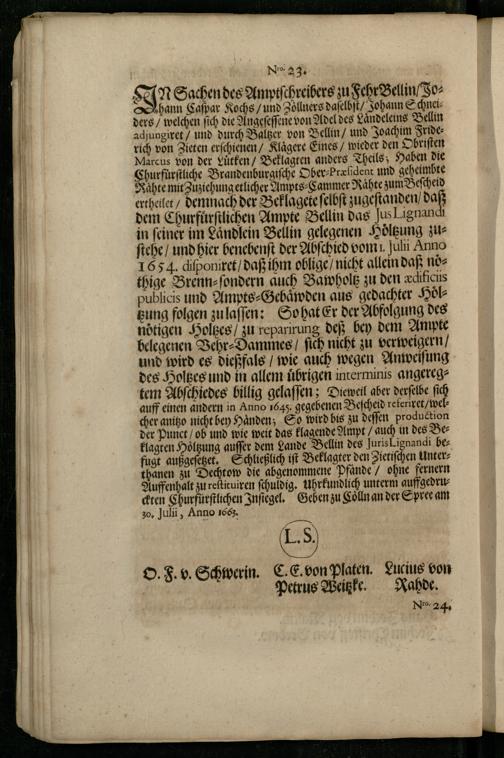 Nro. 23.
IN Sachen des Amptschreibers zu FehrBellin/Jo-
hann Caspar Kochs/und Zöllners daselbst/Johann Schnei-
ders/welchen sich die Angesessene von Adel des Ländeleins Bellin
adjungiret/und durch Baltzer von Bellin/und Joachim Fride-
rich von Zieten erschienen/Klägere Eines/wieder den Obristen
Marcus von der Lütken/Beklagten anders Theils; Haben die
Churfürstliche Brandenburgische Ober-Præsident und geheimbte
Rähte mit Zuziehung etlicher Ampts-Cammer Rähte zum Bescheid
ertheilet/demnach der Beklagete selbst zugestanden/daß
dem Churfürstlichen Ampte Bellin das Jus Lignandi
in seiner im Ländlein Bellin gelegenen Höltzung zu-
stehe/und hier benebenst der Abschied vom 1. Julii Anno
1654. disponiret/daß ihm oblige/nicht allein daß nö-
thige Brenn-sondern auch Bawholtz zu den ædificiis
publicis und Ampts-Gebäwden aus gedachter Höl-
tzung folgen zu lassen: So hat Er der Abfolgung des
nötigen Holtzes/zu reparirung deß bey dem Ampte
belegenen Vehr-Dammes/sich nicht zu verweigern/
und wird es dießfals/wie auch wegen Anweisung
des Holtzes und in allem übrigen interminis angereg-
tem Abschiedes billig gelassen; Dieweil aber derselbe sich
auff einen andern in Anno 1645. gegebenen Bescheid referiret/wel-
cher anitzo nicht bey Händen; So wird bis zu dessen production
der Punct/ob und wie weit das klagende Ampt/auch in des Be-
klagten Höltzung ausser dem Lande Bellin des Juris Lignandi be-
fugt außgesetzet. Schließlich ist Beklagter den Zietischen Unter-
thanen zu Dechtow die abgenommene Pfände/ohne fernern
Auffenhalt zu restituiren schuldig. Uhrkundlich unterm auffgedru-
ckten Churfürstlichen Insiegel. Geben zu Cölln an der Spree am
30. Julii, Anno 1663.
L.S.
O. F. v. Schwerin. C. E. von Platen. Lucius von
Petrus Weitzke. Rahde.
Nro. 24.